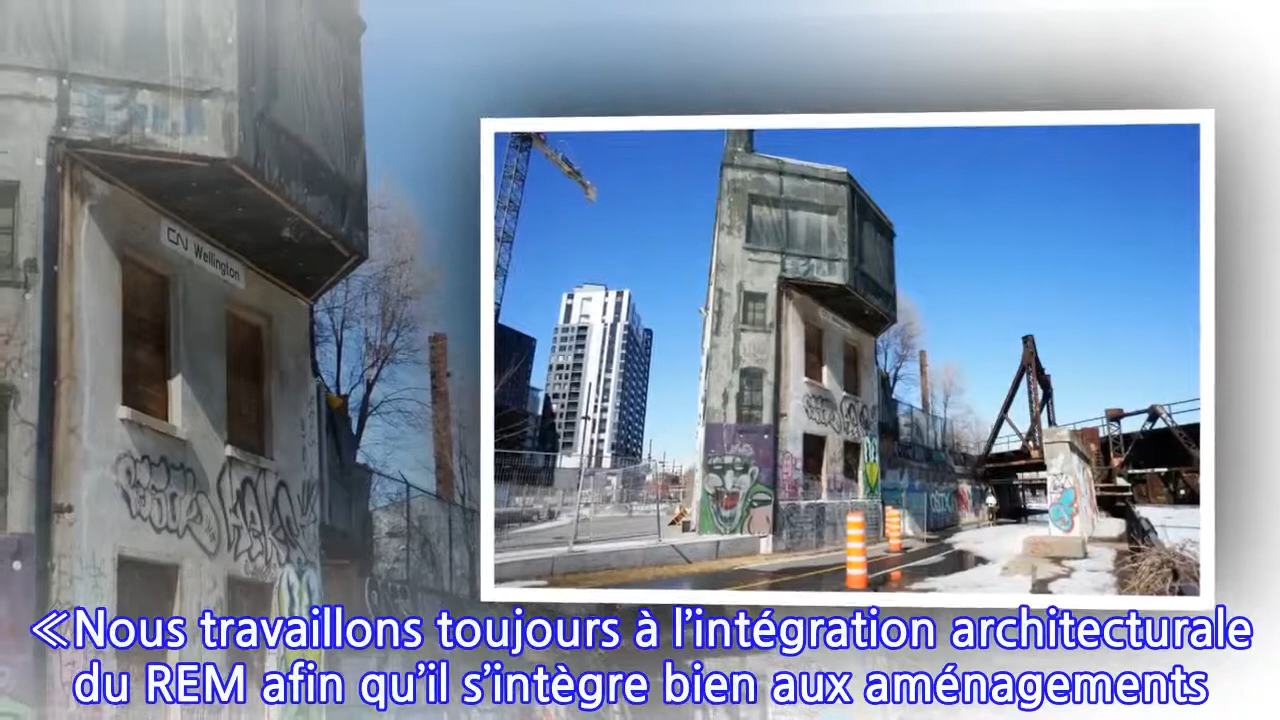 CN Wellington
≪Nous travaillons toujours à l'intégration architecturale
du REM afin qu'il s'intègre bien aux aménagements